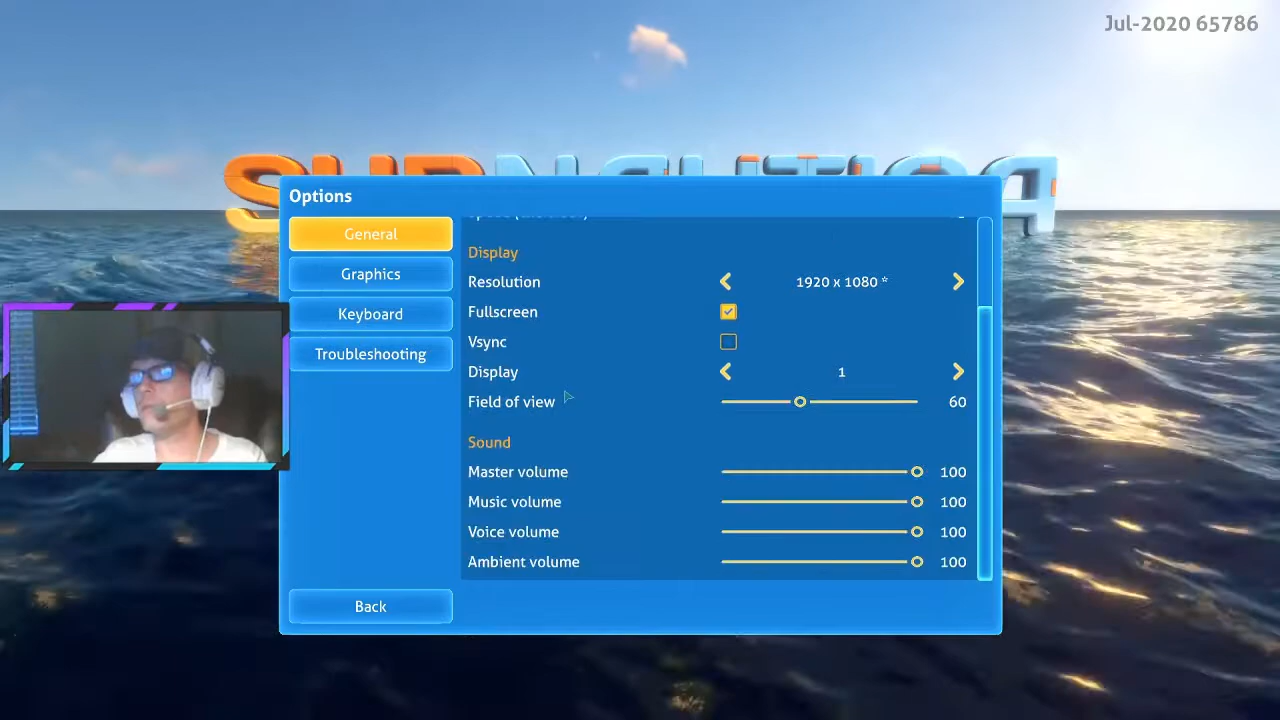 Jul-2020 65786
SUBNAUTICA
Options
General
Graphics
Keyboard
Troubleshooting
Back
Display
Resolution
1920 x 1080 *
Fullscreen
Vsync
Display
1
Field of view
60
Sound
Master volume
100
Music volume
100
Voice volume
100
Ambient volume
100